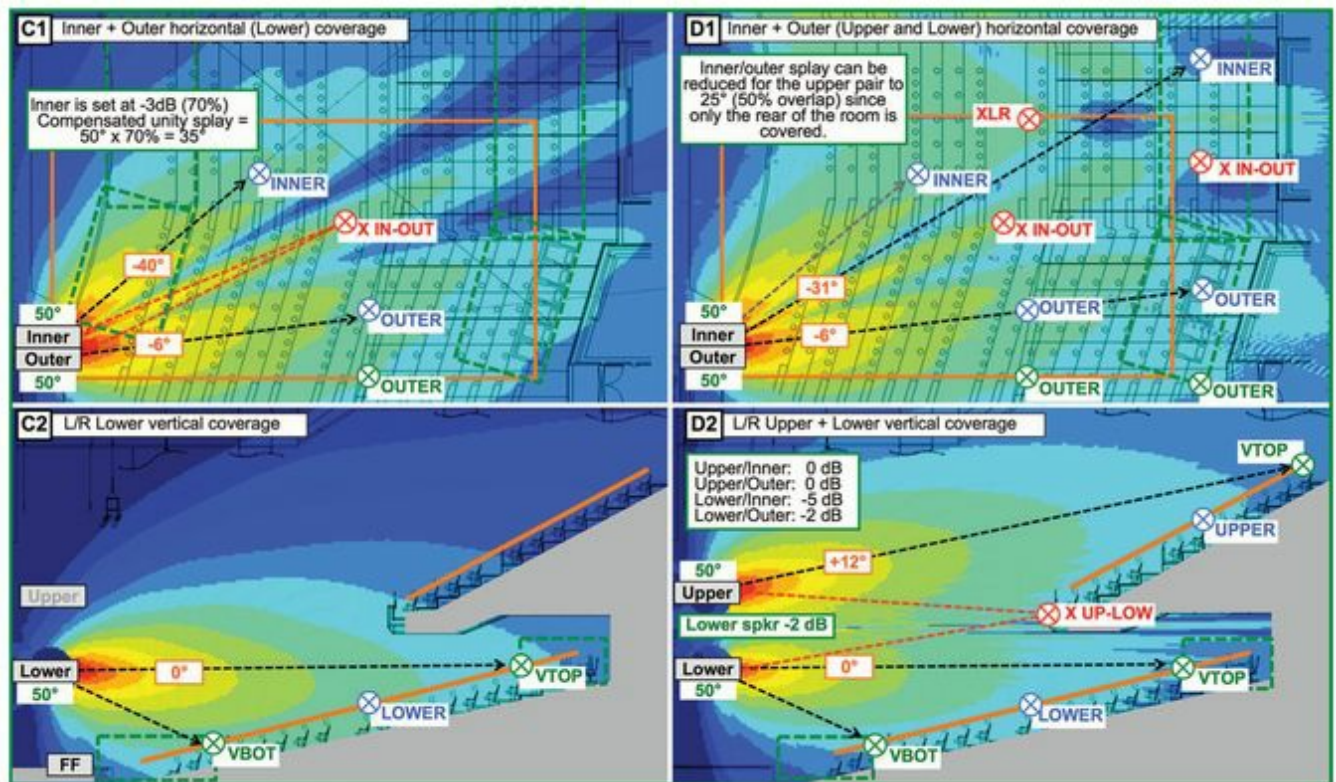 C1 Inner + Outer horizontal (Lower) coverage
Inner is set at -3dB (70%)
Compensated unity splay =
50° x 70% = 35°
INNER
X IN-OUT
-40°
OUTER
-6°
50°
Inner
Outer
50°
OUTER
D1 Inner + Outer (Upper and Lower) horizontal coverage
Inner/outer splay can be
reduced for the upper pair to
25° (50% overlap) since
only the rear of the room is
covered.
INNER
XLR
X IN-OUT
INNER
X IN-OUT
-31°
OUTER
OUTER
-6°
50°
Inner
Outer
50°
OUTER
OUTER
C2 L/R Lower vertical coverage
Upper
Lower
50°
0°
VTOP
LOWER
VBOT
FF
D2 L/R Upper + Lower vertical coverage
VTOP
Upper/Inner: 0 dB
Upper/Outer: 0 dB
Lower/Inner: -5 dB
Lower/Outer: -2 dB
UPPER
50°
Upper
+12°
X UP-LOW
Lower spkr -2 dB
Lower
50°
0°
VTOP
LOWER
VBOT